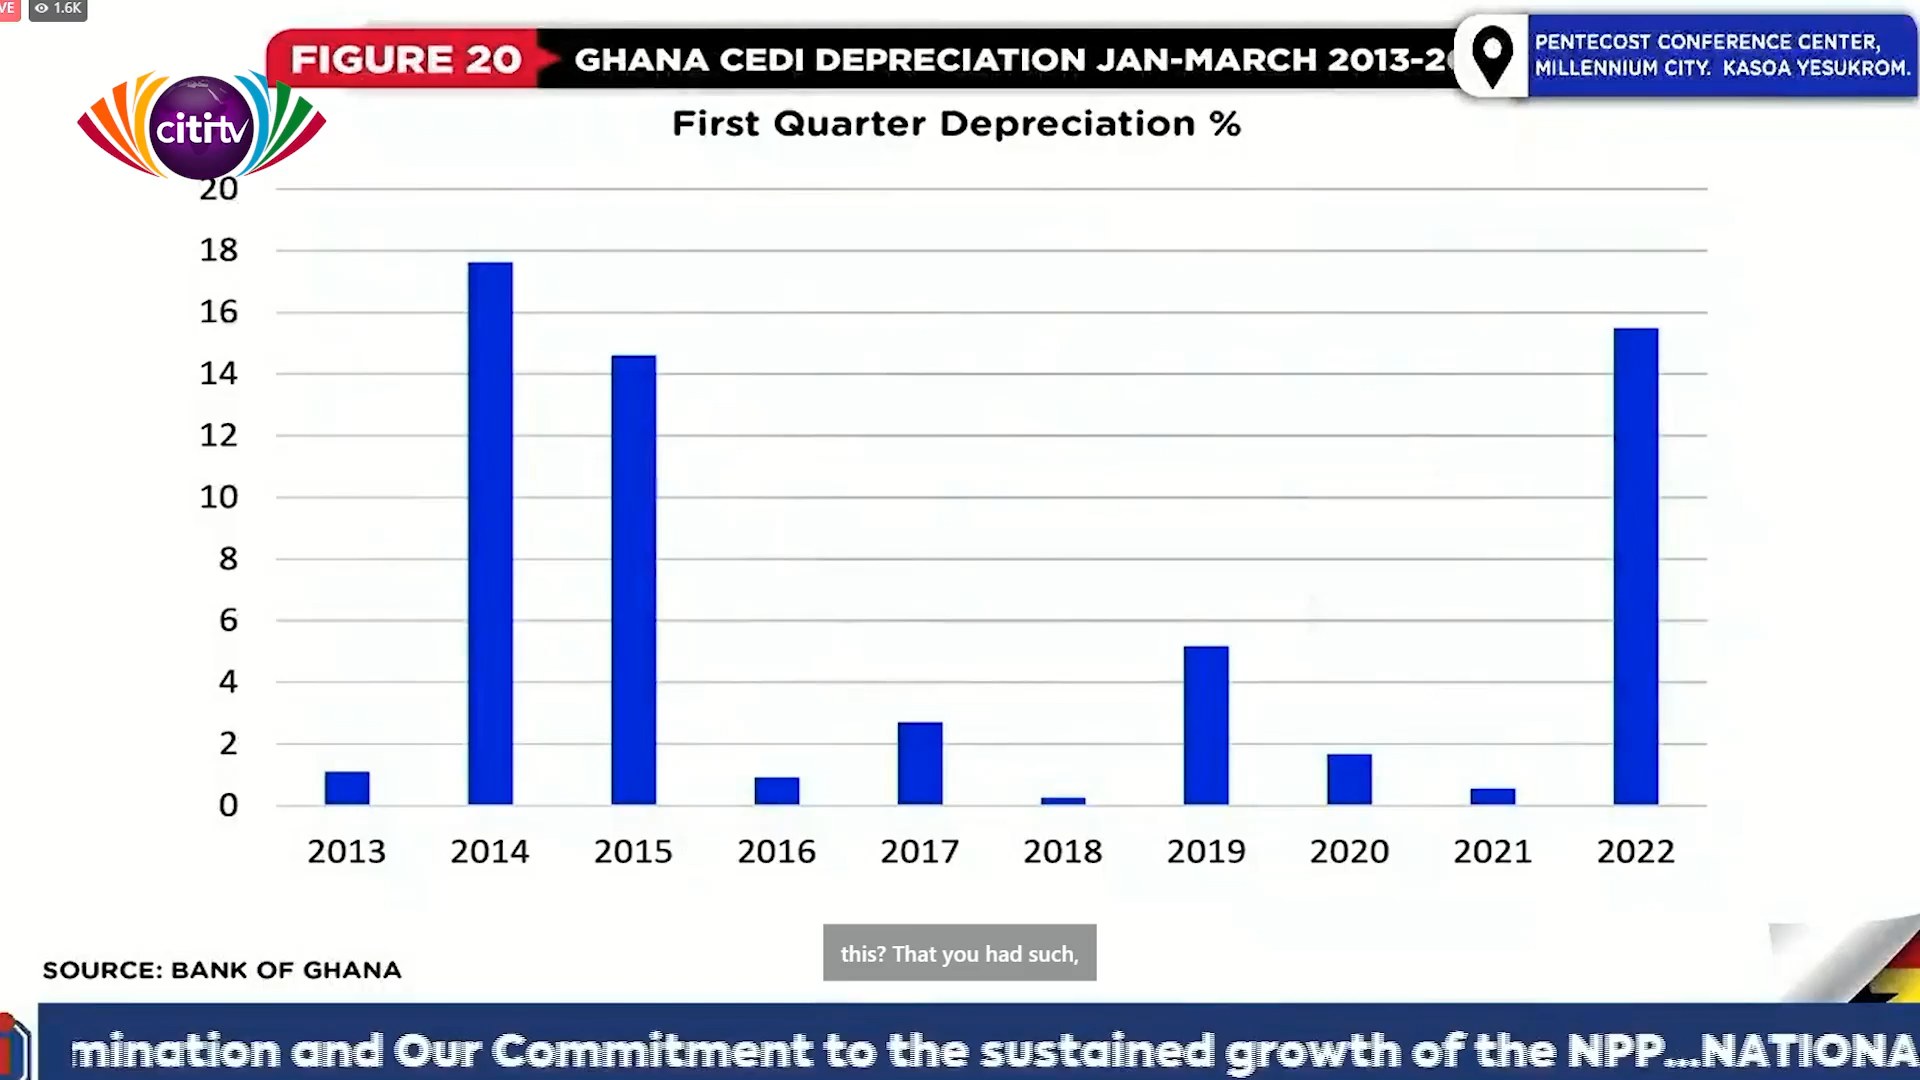 VE 1.6K
FIGURE 20 GHANA CEDI DEPRECIATION JAN-MARCH 2013-2
PENTECOST CONFERENCE CENTER,
MILLENNIUM CITY. KASOA YESUKROM.
cititv
First Quarter Depreciation %
20
18
16
14
12
10
8
6
4
2
0
2013 2014 2015 2016 2017 2018 2019 2020 2021 2022
this? That you had such,
SOURCE: BANK OF GHANA
mination and Our Commitment to the sustained growth of the NPP...NATIONA